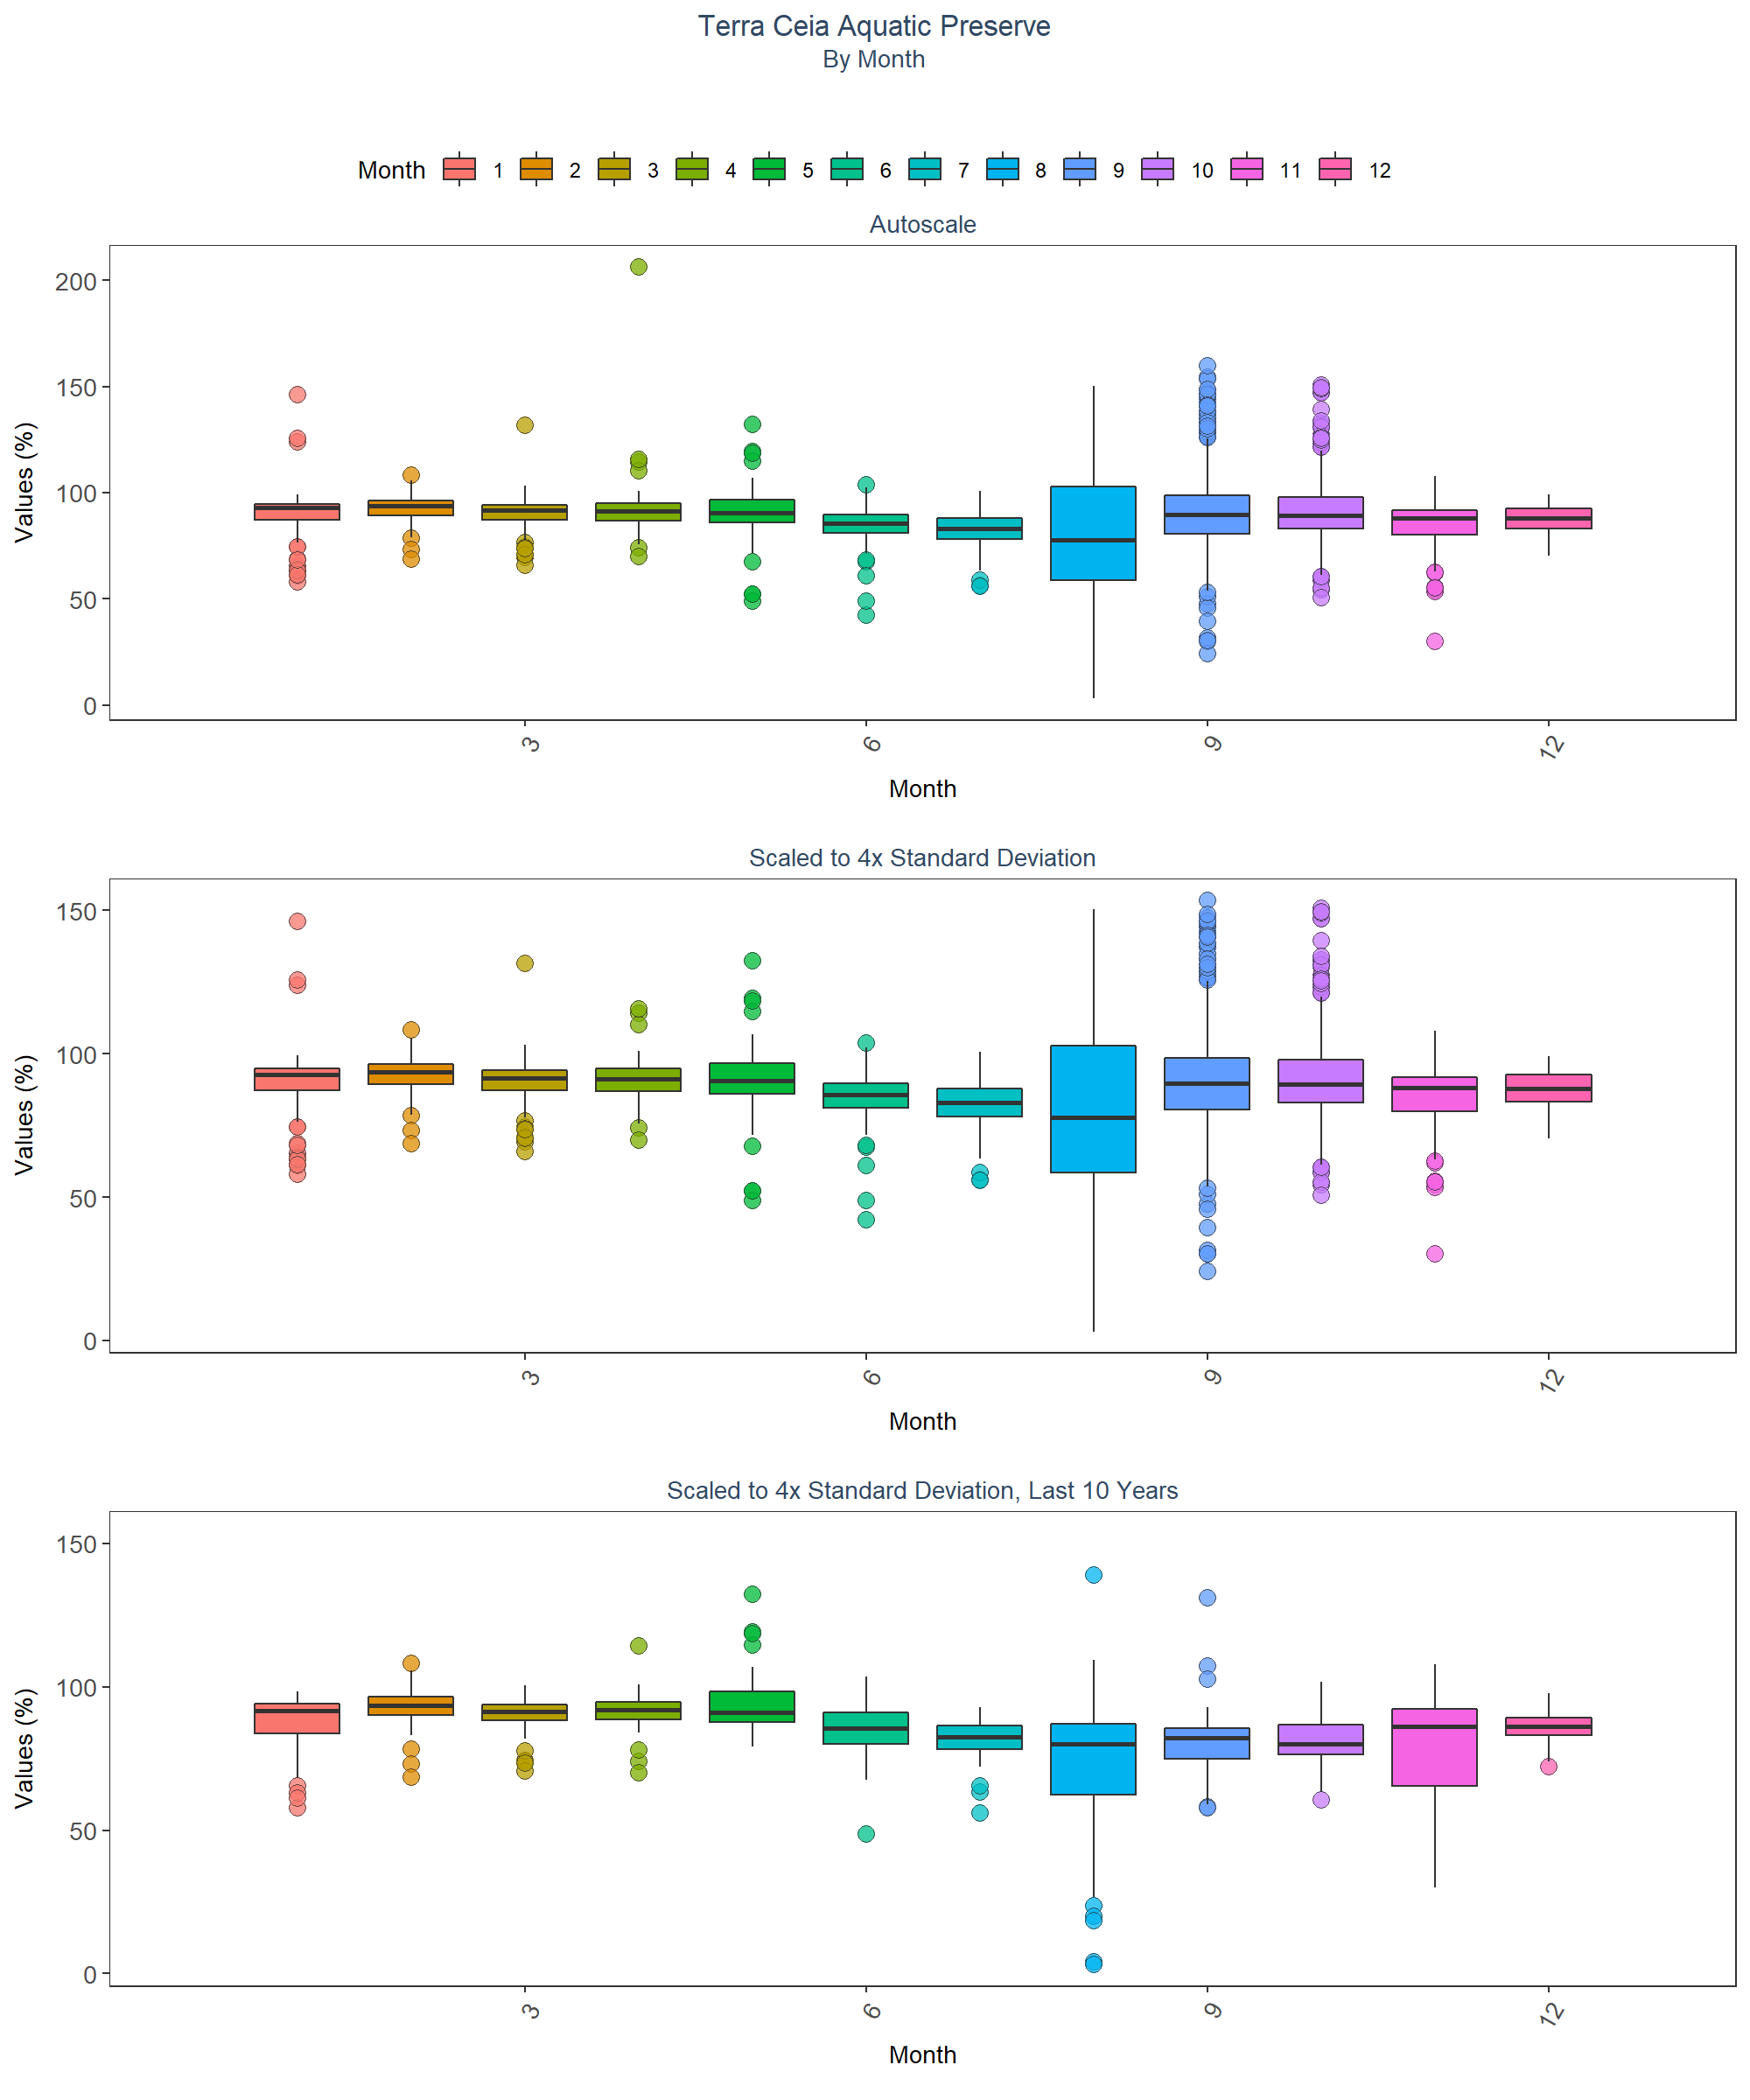 Terra Ceia Aquatic Preserve
By Month
Month 1 2 3 4 5 6 7 8 9 10 11 12
Autoscale
Values (%)
200
150
100
50
0
3 6 9 12
Month
Scaled to 4x Standard Deviation
Values (%)
150
100
50
0
3 6 9 12
Month
Scaled to 4x Standard Deviation, Last 10 Years
Values (%)
150
100
50
0
3 6 9 12
Month